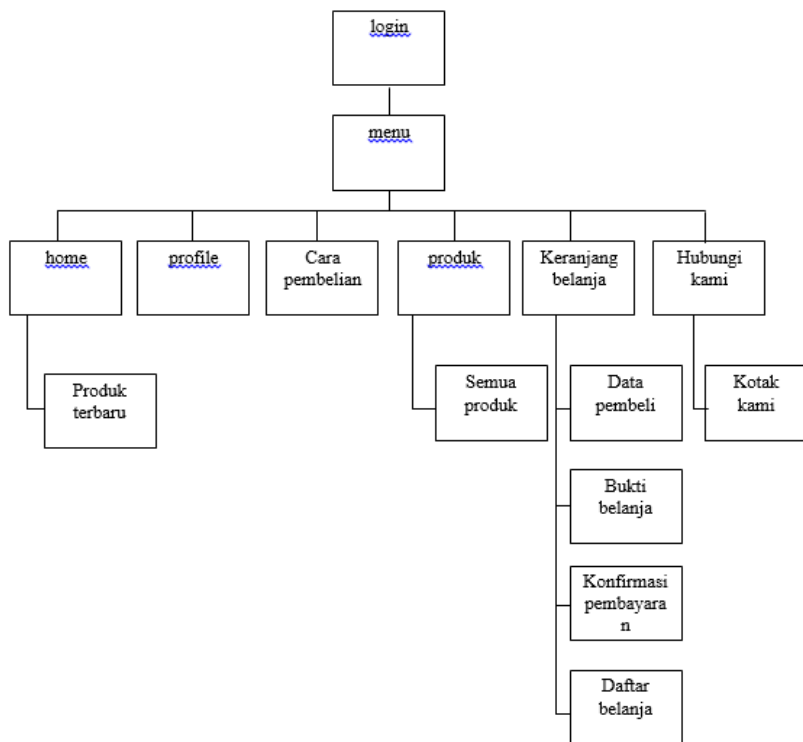 login
menu
home
profile
Cara
pembelian
produk
Keranjang
belanja
Hubungi
kami
Produk
terbaru
Semua
produk
Data
pembeli
Kotak
kami
Bukti
belanja
Konfirmasi
pembayara
n
Daftar
belanja